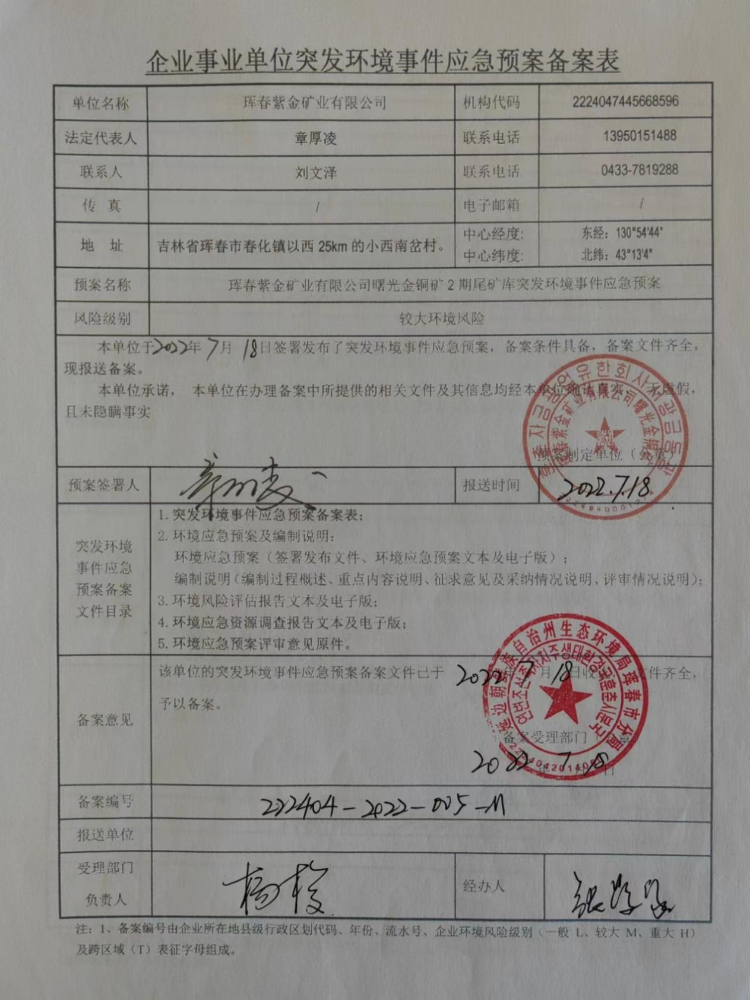 企业事业单位突发环境事件应急预案备案表
单位名称 珲春紫金矿业有限公司 机构代码 2224047445668596
法定代表人 章厚凌 联系电话 13950151488
联系人 刘文泽 联系电话 0433-7819288
传 真 / 电子邮箱 /
地 址 吉林省珲春市春化镇以西 25km 的小西南岔村。 中心经度: 东经：130°54'44"
中心纬度: 北纬：43°13'4"
预案名称 珲春紫金矿业有限公司曙光金铜矿 2 期尾矿库突发环境事件应急预案
风险级别 较大环境风险
本单位于2022年 7月 18日签署发布了突发环境事件应急预案，备案条件具备，备案文件齐全，
现报送备案。
本单位承诺， 本单位在办理备案中所提供的相关文件及其信息均经本单位确认真实，无虚假，
且未隐瞒事实
预案制定单位（公章）
预案签署人 报送时间 2022.7.18
突发环境
事件应急
预案备案
文件目录
1. 突发环境事件应急预案备案表；
2. 环境应急预案及编制说明：
环境应急预案（签署发布文件、环境应急预案文本及电子版）；
编制说明（编制过程概述、重点内容说明、征求意见及采纳情况说明、评审情况说明）；
3. 环境风险评估报告文本及电子版；
4. 环境应急资源调查报告文本及电子版；
5. 环境应急预案评审意见原件。
备案意见
该单位的突发环境事件应急预案备案文件已于 2022年 7 月 18日收 文件齐全，
予以备案。
延边朝鲜族自治州生态环境局珲春市分局
연변조선족자치주생태환경국훈춘시분국
备案受理部门
2022 年 7 月 18 日
备案编号 222404-2022-005-M
报送单位
受理部门
负责人
经办人
注：1、备案编号由企业所在地县级行政区划代码、年份、流水号、企业环境风险级别（一般 L、较大 M、重大 H）
及跨区域（T）表征字母组成。